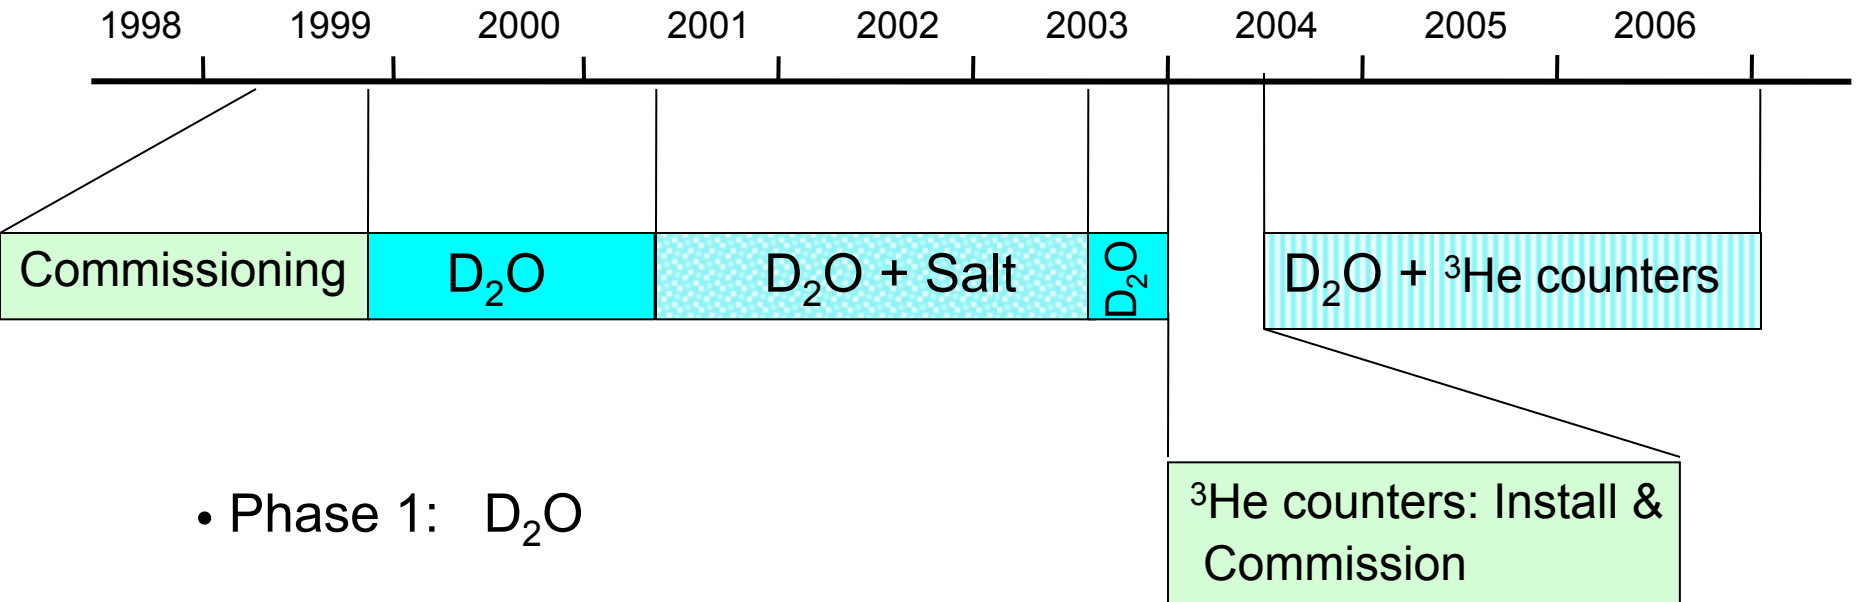 1998 1999 2000 2001 2002 2003 2004 2005 2006
Commissioning
D₂O
D₂O + Salt
D₂O
D₂O + ³He counters
• Phase 1: D₂O
³He counters: Install &
Commission